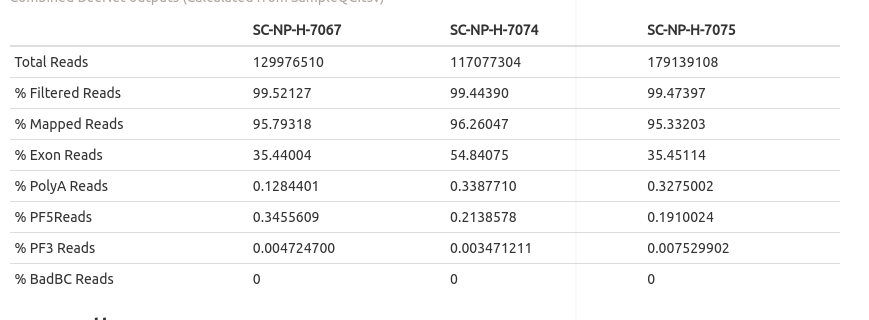 SC-NP-H-7067 SC-NP-H-7074 SC-NP-H-7075
Total Reads 129976510 117077304 179139108
% Filtered Reads 99.52127 99.44390 99.47397
% Mapped Reads 95.79318 96.26047 95.33203
% Exon Reads 35.44004 54.84075 35.45114
% PolyA Reads 0.1284401 0.3387710 0.3275002
% PF5Reads 0.3455609 0.2138578 0.1910024
% PF3 Reads 0.004724700 0.003471211 0.007529902
% BadBC Reads 0 0 0